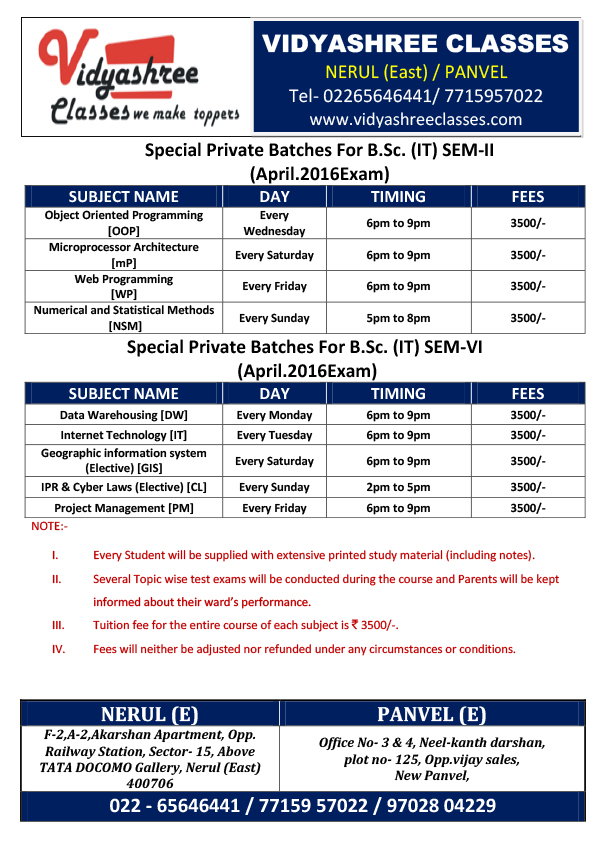 Vidyashree
Classes we make toppers
VIDYASHREE CLASSES
NERUL (East) / PANVEL
Tel- 02265646441/ 7715957022
www.vidyashreeclasses.com
Special Private Batches For B.Sc. (IT) SEM-II
(April.2016Exam)
SUBJECT NAME DAY TIMING FEES
Object Oriented Programming
[OOP]
Every
Wednesday
6pm to 9pm 3500/-
Microprocessor Architecture
[mP]
Every Saturday 6pm to 9pm 3500/-
Web Programming
[WP]
Every Friday 6pm to 9pm 3500/-
Numerical and Statistical Methods
[NSM]
Every Sunday 5pm to 8pm 3500/-
Special Private Batches For B.Sc. (IT) SEM-VI
(April.2016Exam)
SUBJECT NAME DAY TIMING FEES
Data Warehousing [DW] Every Monday 6pm to 9pm 3500/-
Internet Technology [IT] Every Tuesday 6pm to 9pm 3500/-
Geographic information system
(Elective) [GIS]
Every Saturday 6pm to 9pm 3500/-
IPR & Cyber Laws (Elective) [CL] Every Sunday 2pm to 5pm 3500/-
Project Management [PM] Every Friday 6pm to 9pm 3500/-
NOTE:-
I. Every Student will be supplied with extensive printed study material (including notes).
II. Several Topic wise test exams will be conducted during the course and Parents will be kept
informed about their ward's performance.
III. Tuition fee for the entire course of each subject is ₹ 3500/-.
IV. Fees will neither be adjusted nor refunded under any circumstances or conditions.
NERUL (E)
F-2,A-2,Akarshan Apartment, Opp.
Railway Station, Sector- 15, Above
TATA DOCOMO Gallery, Nerul (East)
400706
PANVEL (E)
Office No- 3 & 4, Neel-kanth darshan,
plot no- 125, Opp.vijay sales,
New Panvel,
022 - 65646441 / 77159 57022 / 97028 04229